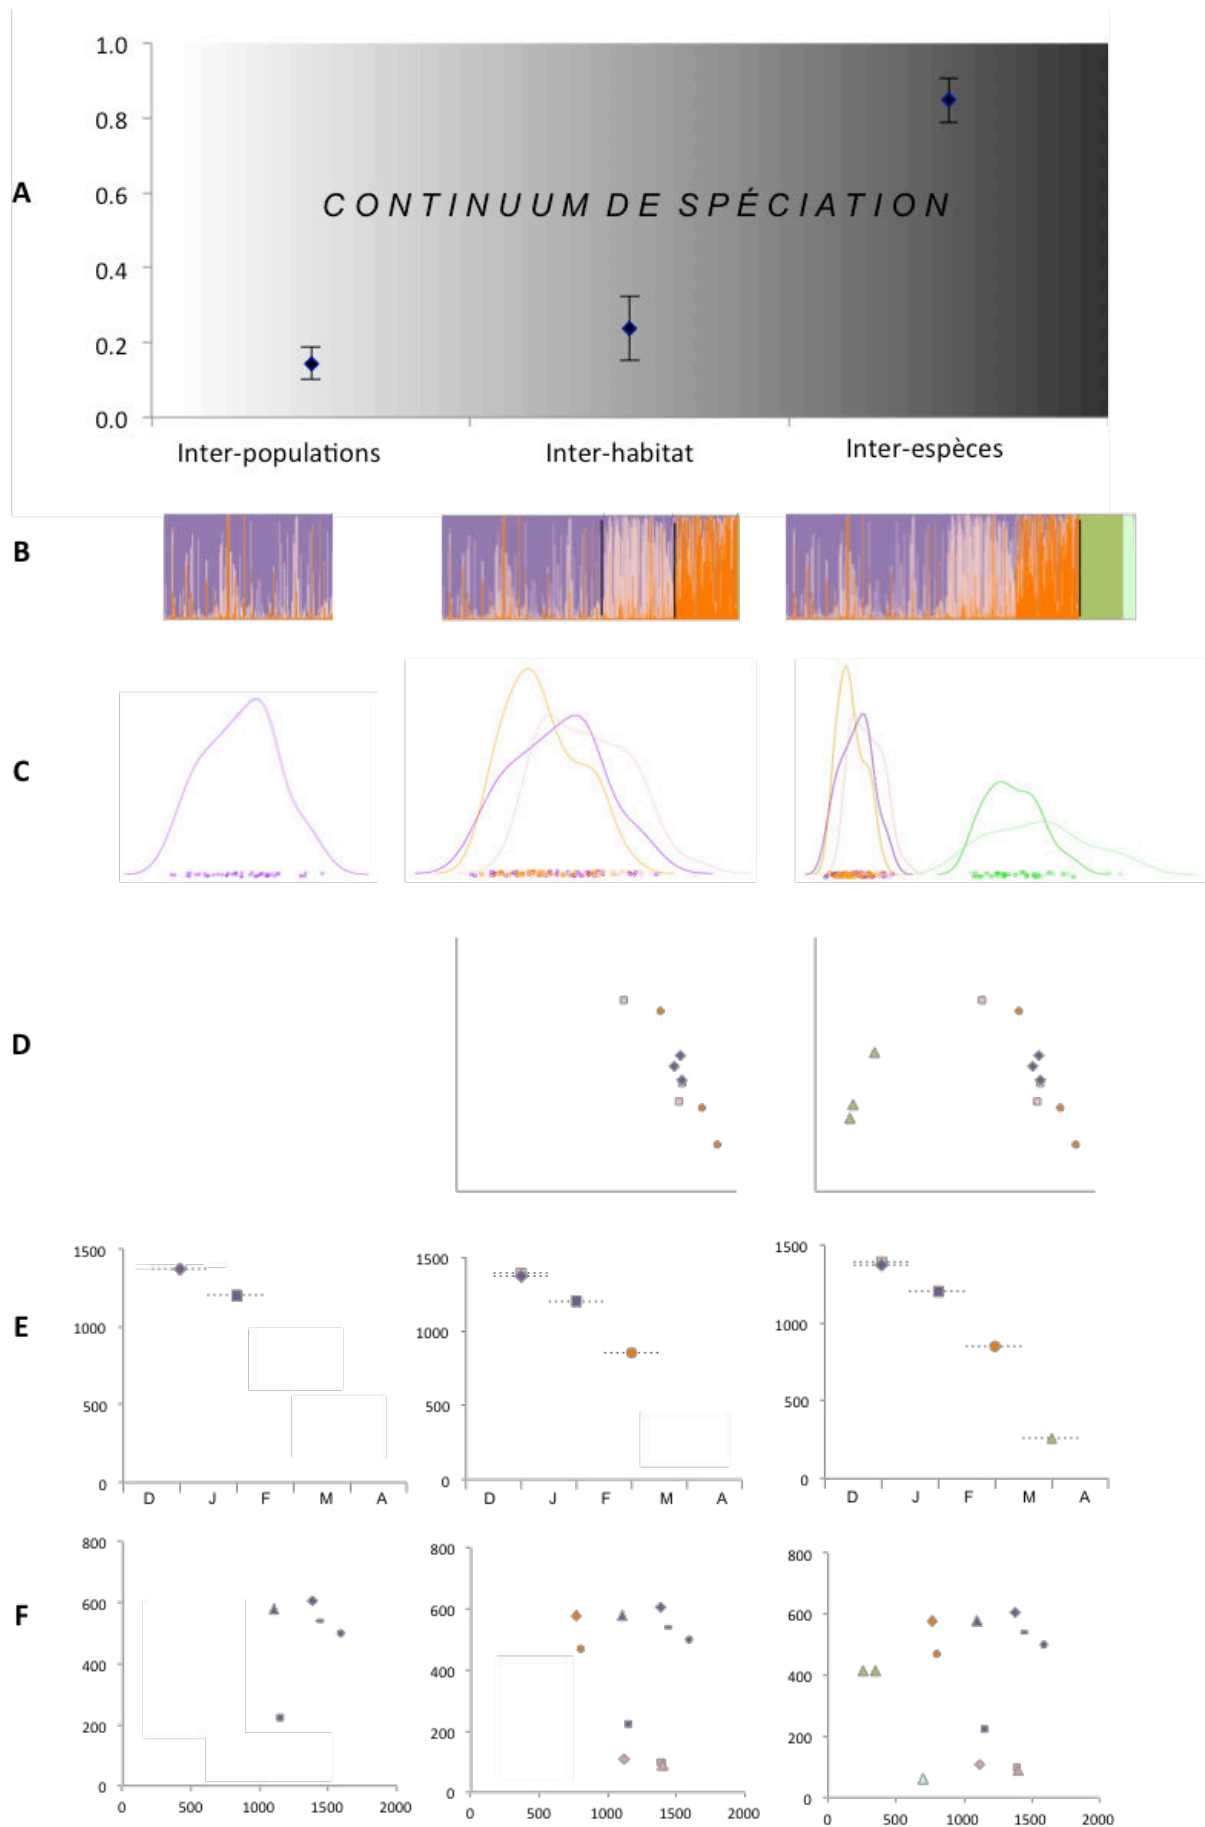 1.0
0.8
A
0.6
CONTINUUM DE SPÉCIATION
0.4
0.2
0.0
Inter-populations Inter-habitat Inter-espèces
B
C
D
E
1500
1000
500
0
D J F M A
1500
1000
500
0
D J F M A
1500
1000
500
0
D J F M A
F
800
600
400
200
0
0 500 1000 1500 2000
800
600
400
200
0
0 500 1000 1500 2000
800
600
400
200
0
0 500 1000 1500 2000